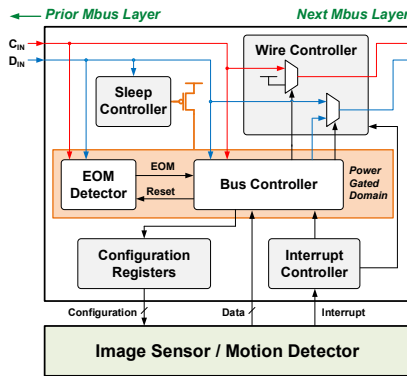 Prior Mbus Layer
Next Mbus Layer
CIN
DIN
Wire Controller
Sleep
Controller
EOM
Detector
EOM
Reset
Bus Controller
Power
Gated
Domain
Configuration
Registers
Interrupt
Controller
Configuration
Data
Interrupt
Image Sensor / Motion Detector